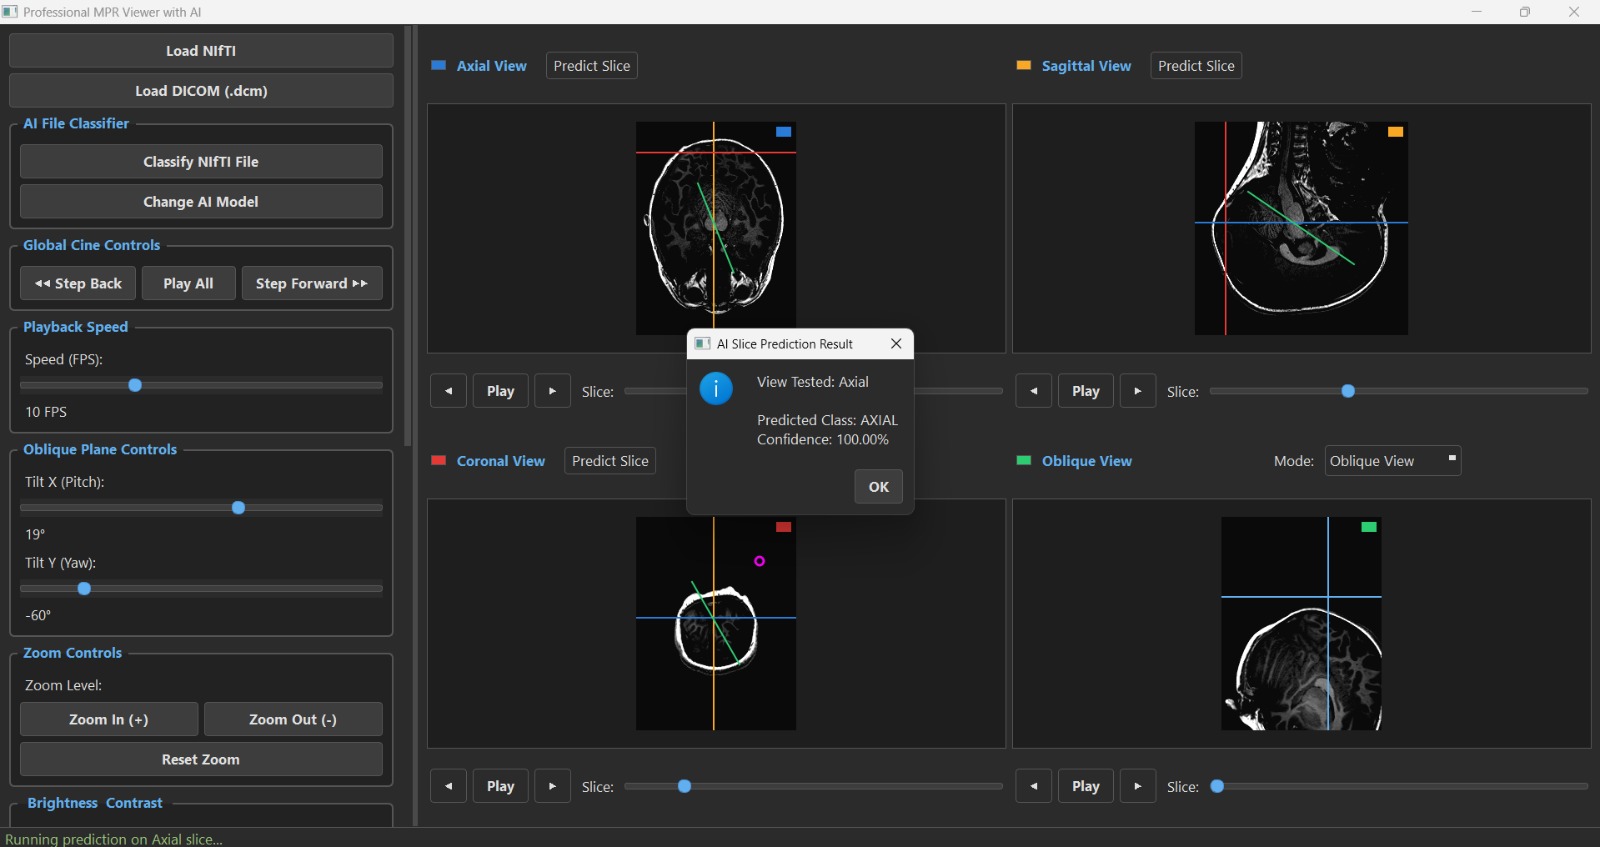 Professional MPR Viewer with AI
Load NIfTI
Load DICOM (.dcm)
AI File Classifier
Classify NIfTI File
Change AI Model
Global Cine Controls
Step Back
Play All
Step Forward
Playback Speed
Speed (FPS):
10 FPS
Oblique Plane Controls
Tilt X (Pitch):
19°
Tilt Y (Yaw):
-60°
Zoom Controls
Zoom Level:
Zoom In (+)
Zoom Out (-)
Reset Zoom
Brightness Contrast
Axial View
Predict Slice
Play
Slice:
Sagittal View
Predict Slice
Play
Slice:
AI Slice Prediction Result
View Tested: Axial
Predicted Class: AXIAL
Confidence: 100.00%
OK
Coronal View
Predict Slice
Play
Slice:
Oblique View
Mode:
Oblique View
Play
Slice:
Running prediction on Axial slice...